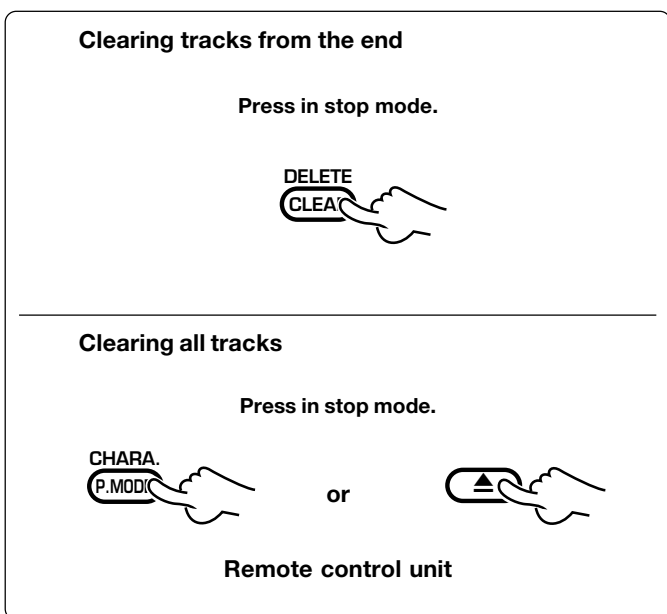 Clearing tracks from the end
Press in stop mode.
DELETE
CLEA
Clearing all tracks
Press in stop mode.
CHARA.
P.MOD
or
Remote control unit